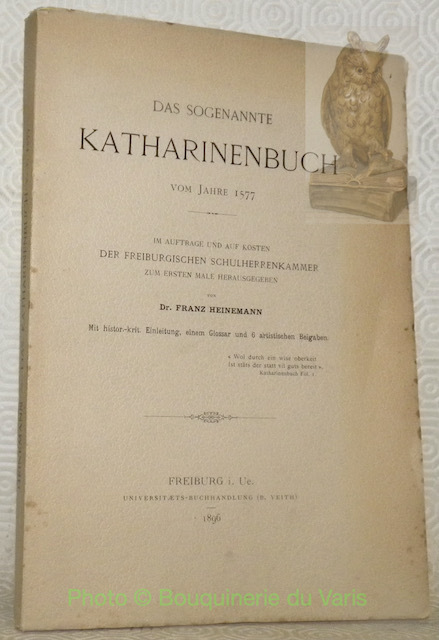 DAS SOGENANNTE
KATHARINENBUCH
VOM JAHRE 1577
IM AUFTRAGE UND AUF KOSTEN
DER FREIBURGISCHEN SCHULHERRENKAMMER
ZUM ERSTEN MALE HERAUSGEGEBEN
VON
Dr. FRANZ HEINEMANN
Mit histor.-krit. Einleitung, einem Glossar und 6 artistischen Beigaben
« Wol durch ein wise oberkeit
Ist stäts der statt vil guts bereit ».
Katharinenbuch Fol. 1.
FREIBURG i. Ue.
UNIVERSITÆTS-BUCHHANDLUNG (B. VEITH)
1896
Photo © Bouquinerie du Varis